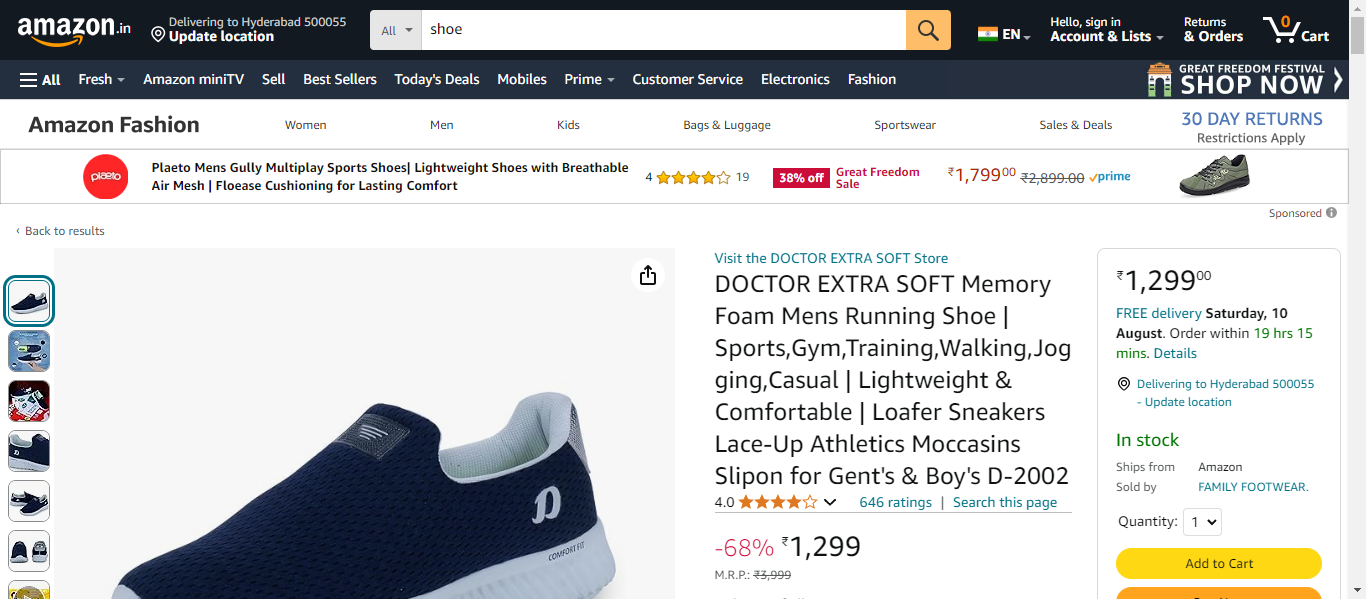 amazon.in
Delivering to Hyderabad 500055
Update location
All
shoe
EN
Hello, sign in
Account & Lists
Returns
& Orders
0
Cart
All
Fresh
Amazon miniTV
Sell
Best Sellers
Today's Deals
Mobiles
Prime
Customer Service
Electronics
Fashion
GREAT FREEDOM FESTIVAL
SHOP NOW
Amazon Fashion
Women
Men
Kids
Bags & Luggage
Sportswear
Sales & Deals
30 DAY RETURNS
Restrictions Apply
plaeto
Plaeto Mens Gully Multiplay Sports Shoes| Lightweight Shoes with Breathable
Air Mesh | Floease Cushioning for Lasting Comfort
4
19
38% off
Great Freedom
Sale
₹1,79900
₹2,899.00
prime
Sponsored
‹ Back to results
COMFORT FIT
Visit the DOCTOR EXTRA SOFT Store
DOCTOR EXTRA SOFT Memory
Foam Mens Running Shoe |
Sports,Gym,Training,Walking,Jog
ging,Casual | Lightweight &
Comfortable | Loafer Sneakers
Lace-Up Athletics Moccasins
Slipon for Gent's & Boy's D-2002
4.0
646 ratings | Search this page
-68% ₹1,299
M.R.P.: ₹3,999
₹1,29900
FREE delivery Saturday, 10
August. Order within 19 hrs 15
mins. Details
Delivering to Hyderabad 500055
- Update location
In stock
Ships from Amazon
Sold by FAMILY FOOTWEAR.
Quantity: 1
Add to Cart